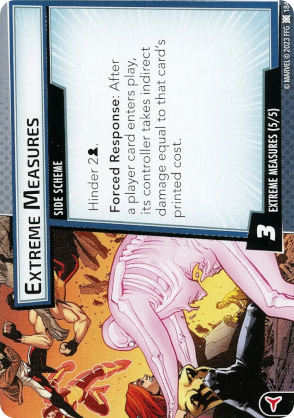 EXTREME MEASURES
SIDE SCHEME
Hinder 2.
Forced Response: After
a player card enters play,
its controller takes indirect
damage equal to that card's
printed cost.
3
EXTREME MEASURES (5/5)
© MARVEL © 2023 FFG